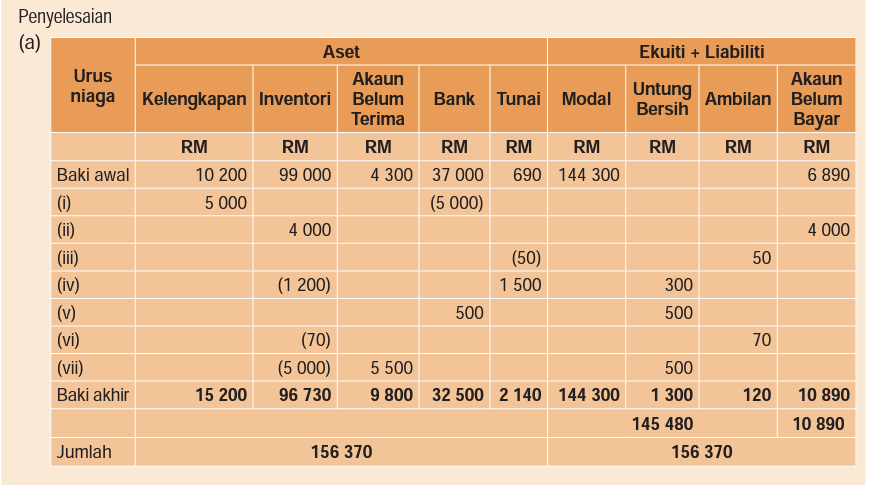 Penyelesaian
(a)
Aset Ekuiti + Liabiliti
Urus niaga Kelengkapan Inventori Akaun Belum Terima Bank Tunai Modal Untung Bersih Ambilan Akaun Belum Bayar
RM RM RM RM RM RM RM RM RM
Baki awal 10 200 99 000 4 300 37 000 690 144 300 6 890
(i) 5 000 (5 000)
(ii) 4 000 4 000
(iii) (50) 50
(iv) (1 200) 1 500 300
(v) 500 500
(vi) (70) 70
(vii) (5 000) 5 500 500
Baki akhir 15 200 96 730 9 800 32 500 2 140 144 300 1 300 120 10 890
145 480 10 890
Jumlah 156 370 156 370